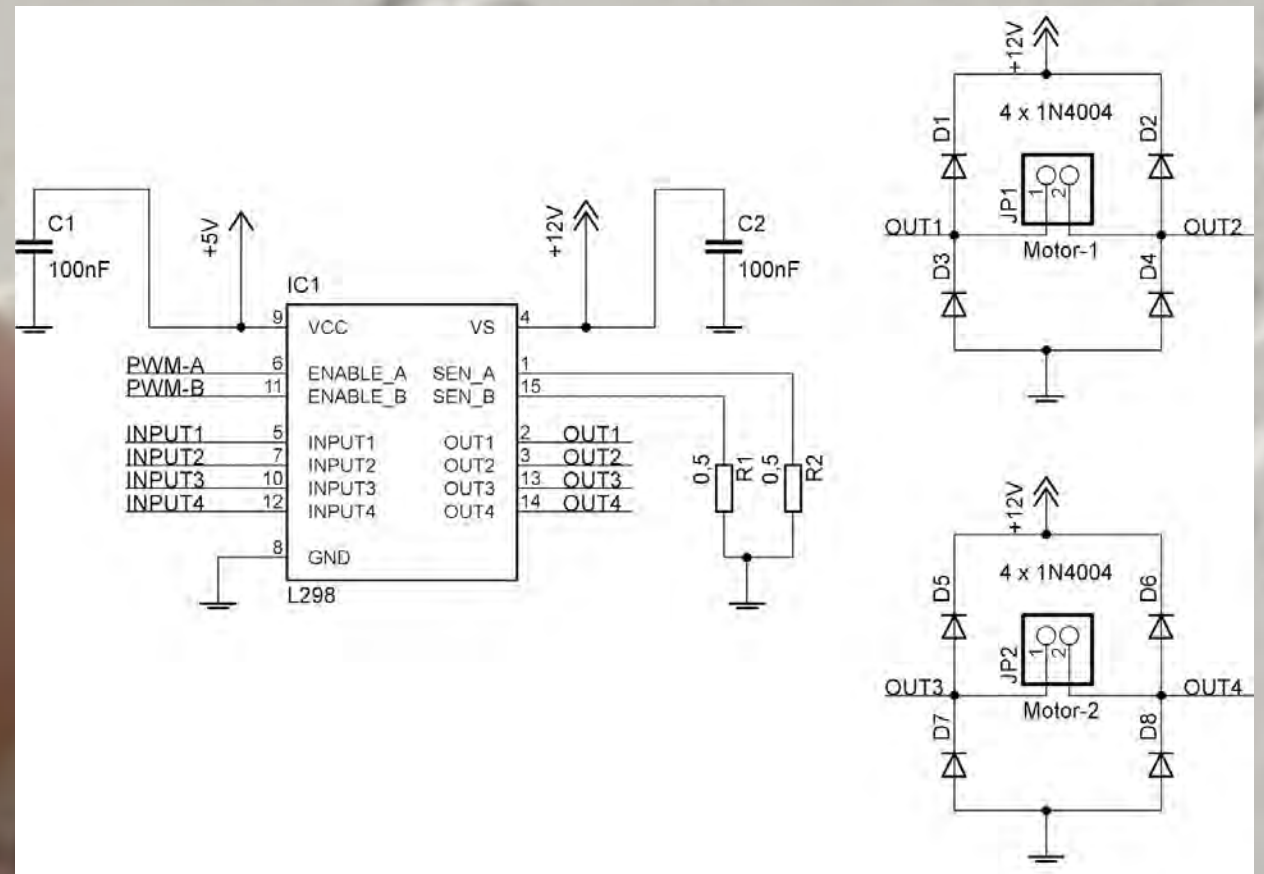 C1
100nF
+5V
+12V
C2
100nF
IC1
9
VCC
VS
4
PWM-A
6
ENABLE_A
SEN_A
1
PWM-B
11
ENABLE_B
SEN_B
15
INPUT1
5
INPUT1
OUT1
2
OUT1
INPUT2
7
INPUT2
OUT2
3
OUT2
INPUT3
10
INPUT3
OUT3
13
OUT3
INPUT4
12
INPUT4
OUT4
14
OUT4
8
GND
L298
0,5
R1
0,5
R2
+12V
4 x 1N4004
D1
D2
JP1
1
2
OUT1
OUT2
Motor-1
D3
D4
+12V
4 x 1N4004
D5
D6
JP2
1
2
OUT3
OUT4
Motor-2
D7
D8